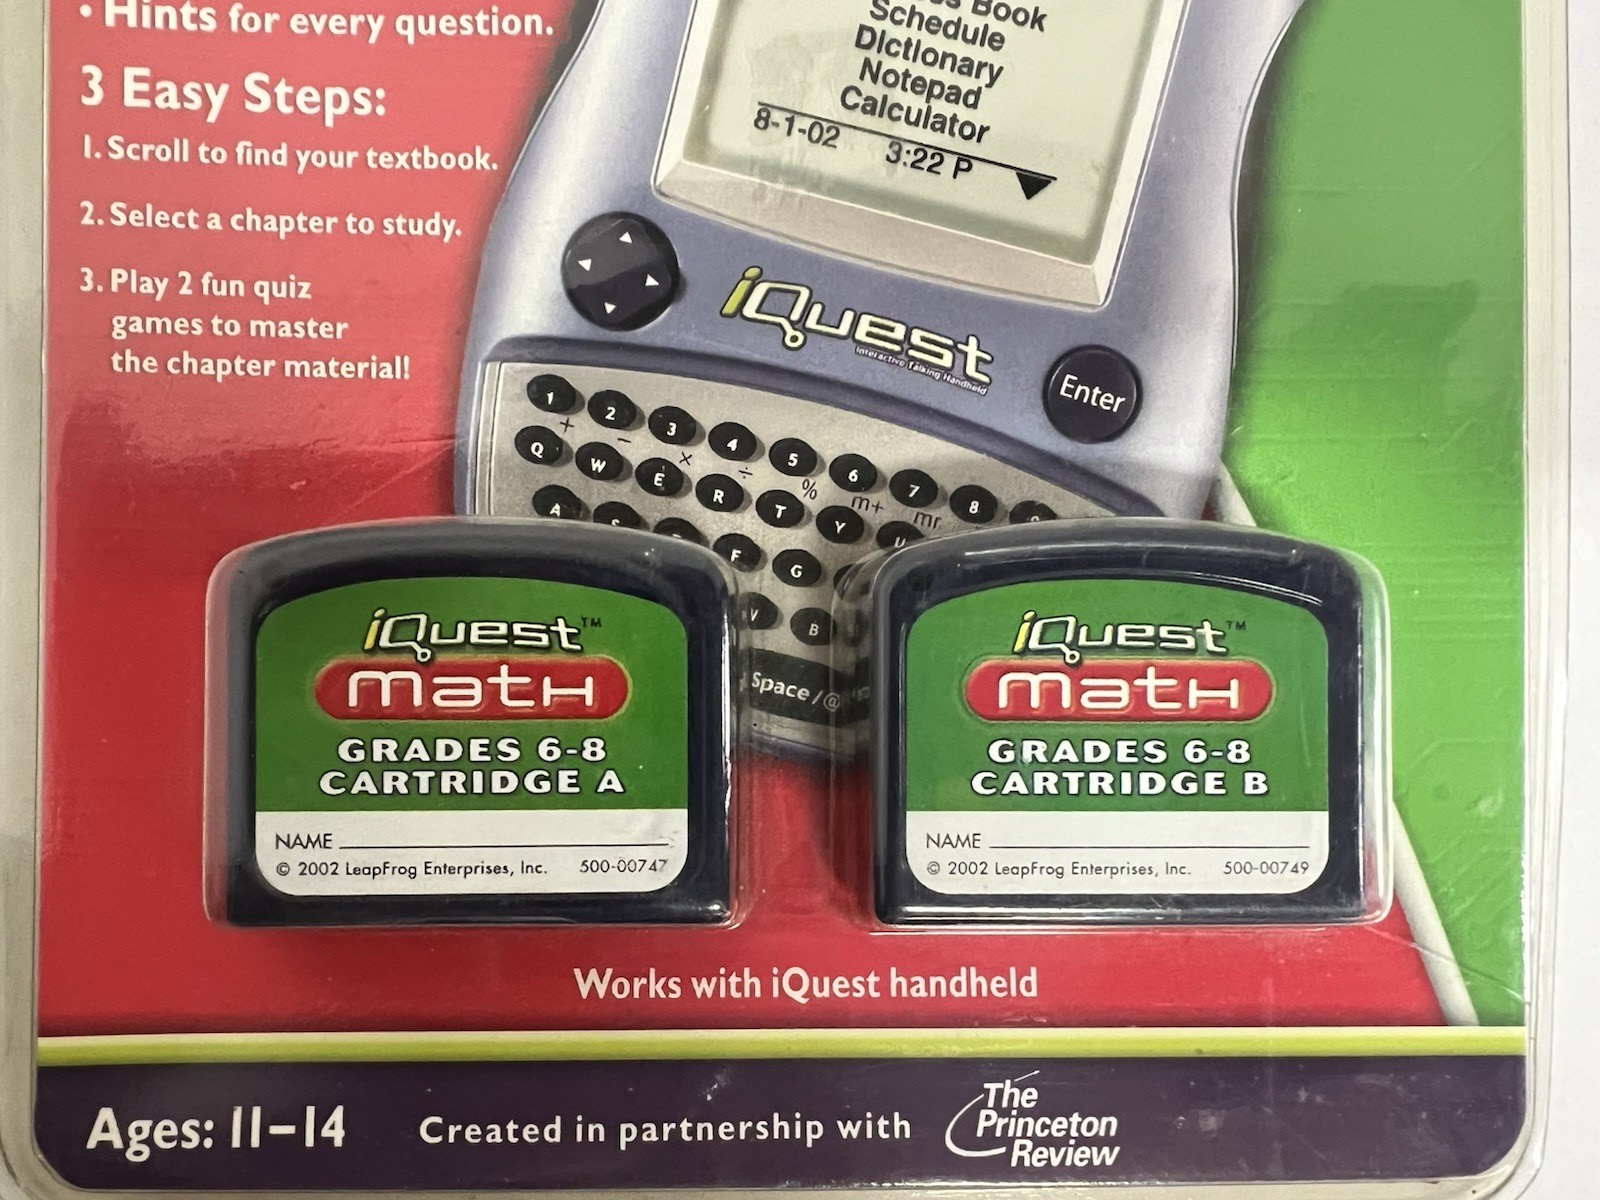 • Hints for every question.
3 Easy Steps:
1. Scroll to find your textbook.
2. Select a chapter to study.
3. Play 2 fun quiz
games to master
the chapter material!
Book
Schedule
Dictionary
Notepad
Calculator
8-1-02 3:22 P
iQuest
Interactive Talking Handheld
Enter
1 2 3 4 5 6 7 8
+ - × ÷ % m+ mr
Q W E R T Y U
A S F G
V B
Space / @
iQuest™
math
GRADES 6-8
CARTRIDGE A
NAME
© 2002 LeapFrog Enterprises, Inc. 500-00747
iQuest™
math
GRADES 6-8
CARTRIDGE B
NAME
© 2002 LeapFrog Enterprises, Inc. 500-00749
Works with iQuest handheld
Ages: 11–14
Created in partnership with
The
Princeton
Review